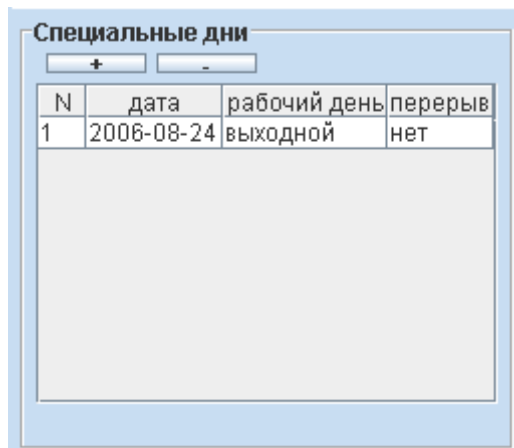 Специальные дни
+ -
N дата рабочий день перерыв
1 2006-08-24 выходной нет